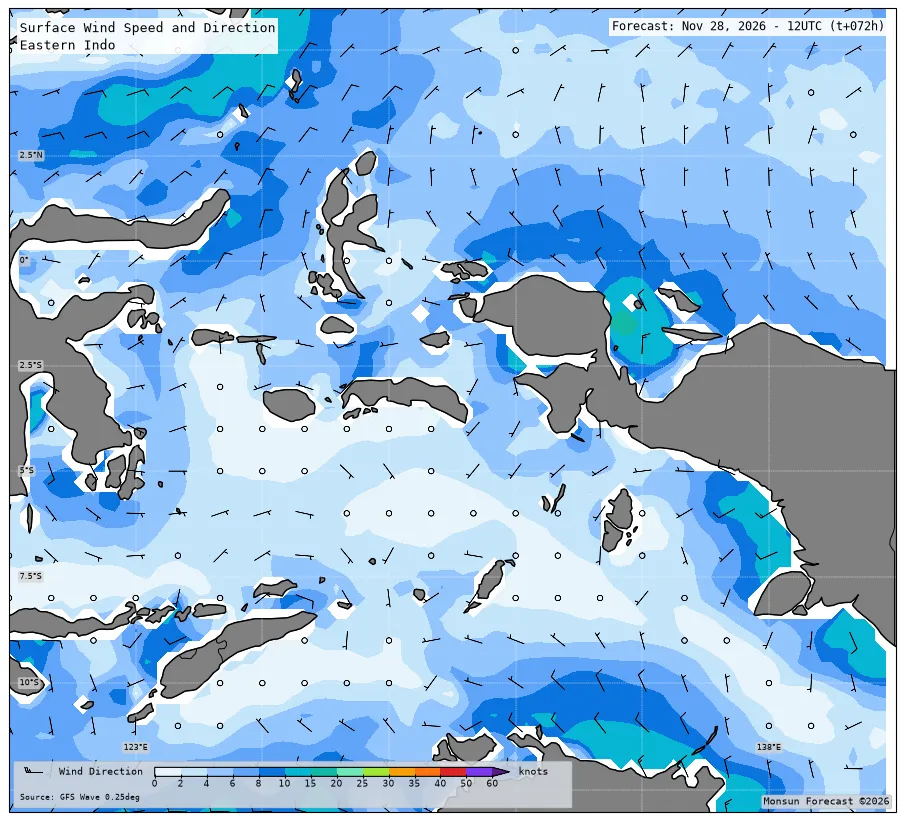 Surface Wind Speed and Direction
Eastern Indo
Forecast: Nov 28, 2026 - 12UTC (t+072h)
2.5°N
0°
2.5°S
5°S
7.5°S
10°S
123°E
138°E
Wind Direction
knots
0 2 4 6 8 10 15 20 25 30 35 40 50 60
Source: GFS Wave 0.25deg
Monsun Forecast ©2026